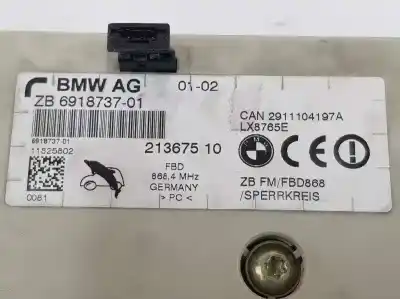 BMW AG
01-02
ZB 6918737-01
CAN 2911104197A
LX8765E
6918737-01
11525802
213675 10
FBD
868,4 MHz
GERMANY
> PC <
0061
ZB FM/FBD868
/SPERRKREIS